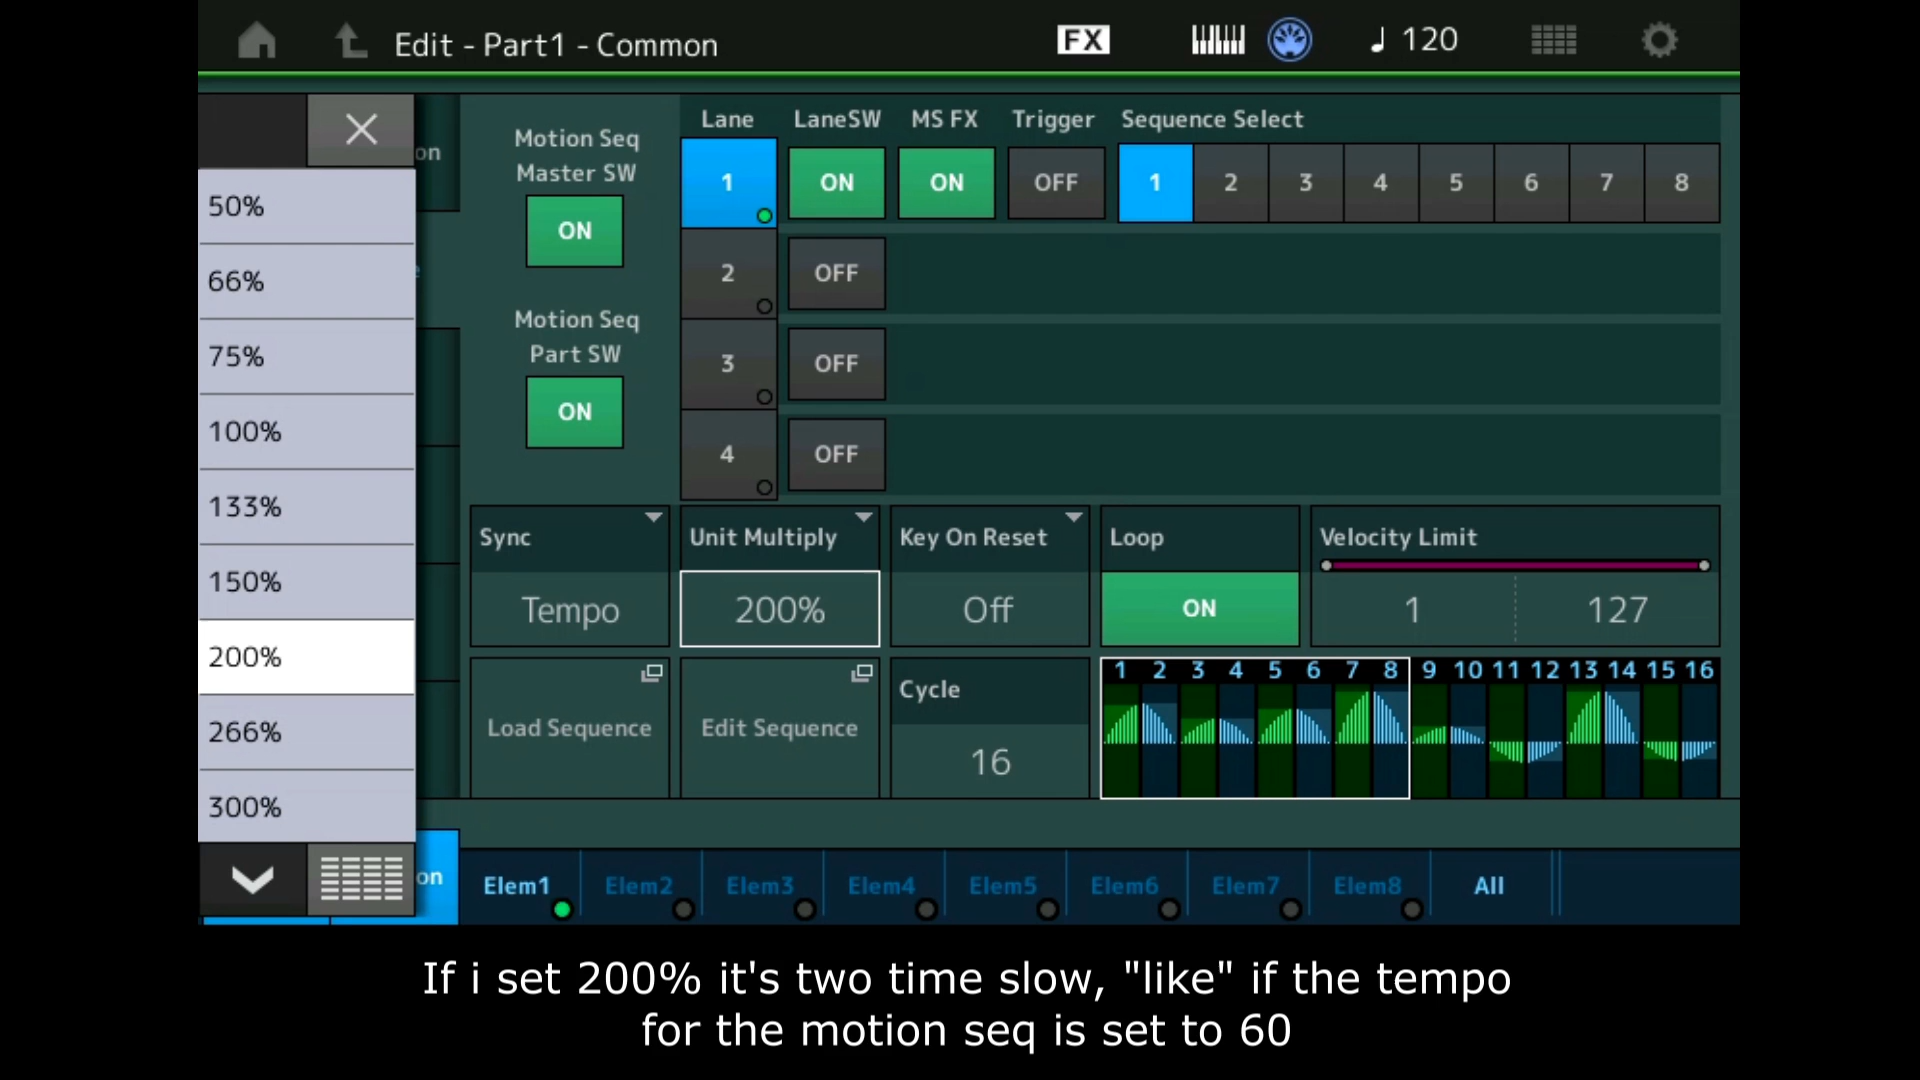 Edit - Part1 - Common
FX
120
on
50%
66%
75%
100%
133%
150%
200%
266%
300%
Motion Seq
Master SW
ON
Motion Seq
Part SW
ON
Lane LaneSW MS FX Trigger Sequence Select
1 ON ON OFF 1 2 3 4 5 6 7 8
2 OFF
3 OFF
4 OFF
Sync Unit Multiply Key On Reset Loop Velocity Limit
Tempo 200% Off ON 1 127
Load Sequence Edit Sequence Cycle 16
1 2 3 4 5 6 7 8 9 10 11 12 13 14 15 16
on Elem1 Elem2 Elem3 Elem4 Elem5 Elem6 Elem7 Elem8 All
If i set 200% it's two time slow, "like" if the tempo
for the motion seq is set to 60